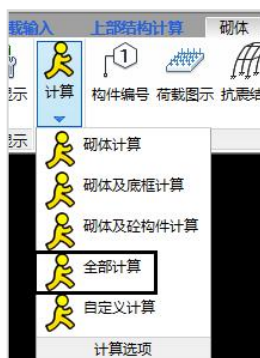 载输入 上部结构计算 砌体
示 计算 构件编号 荷载图示 抗震结
示
砌体计算
砌体及底框计算
砌体及砼构件计算
全部计算
自定义计算
计算选项